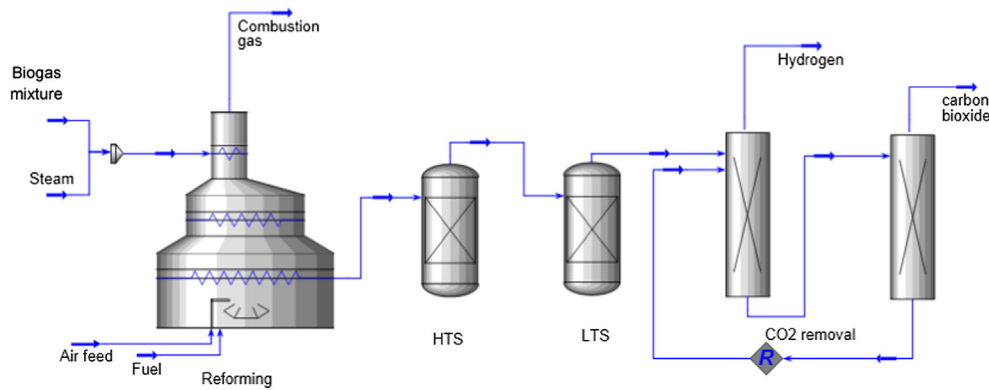 Combustion
gas
Biogas
mixture
Steam
Hydrogen
carbon
bioxide
HTS
LTS
CO2 removal
R
Air feed
Fuel
Reforming